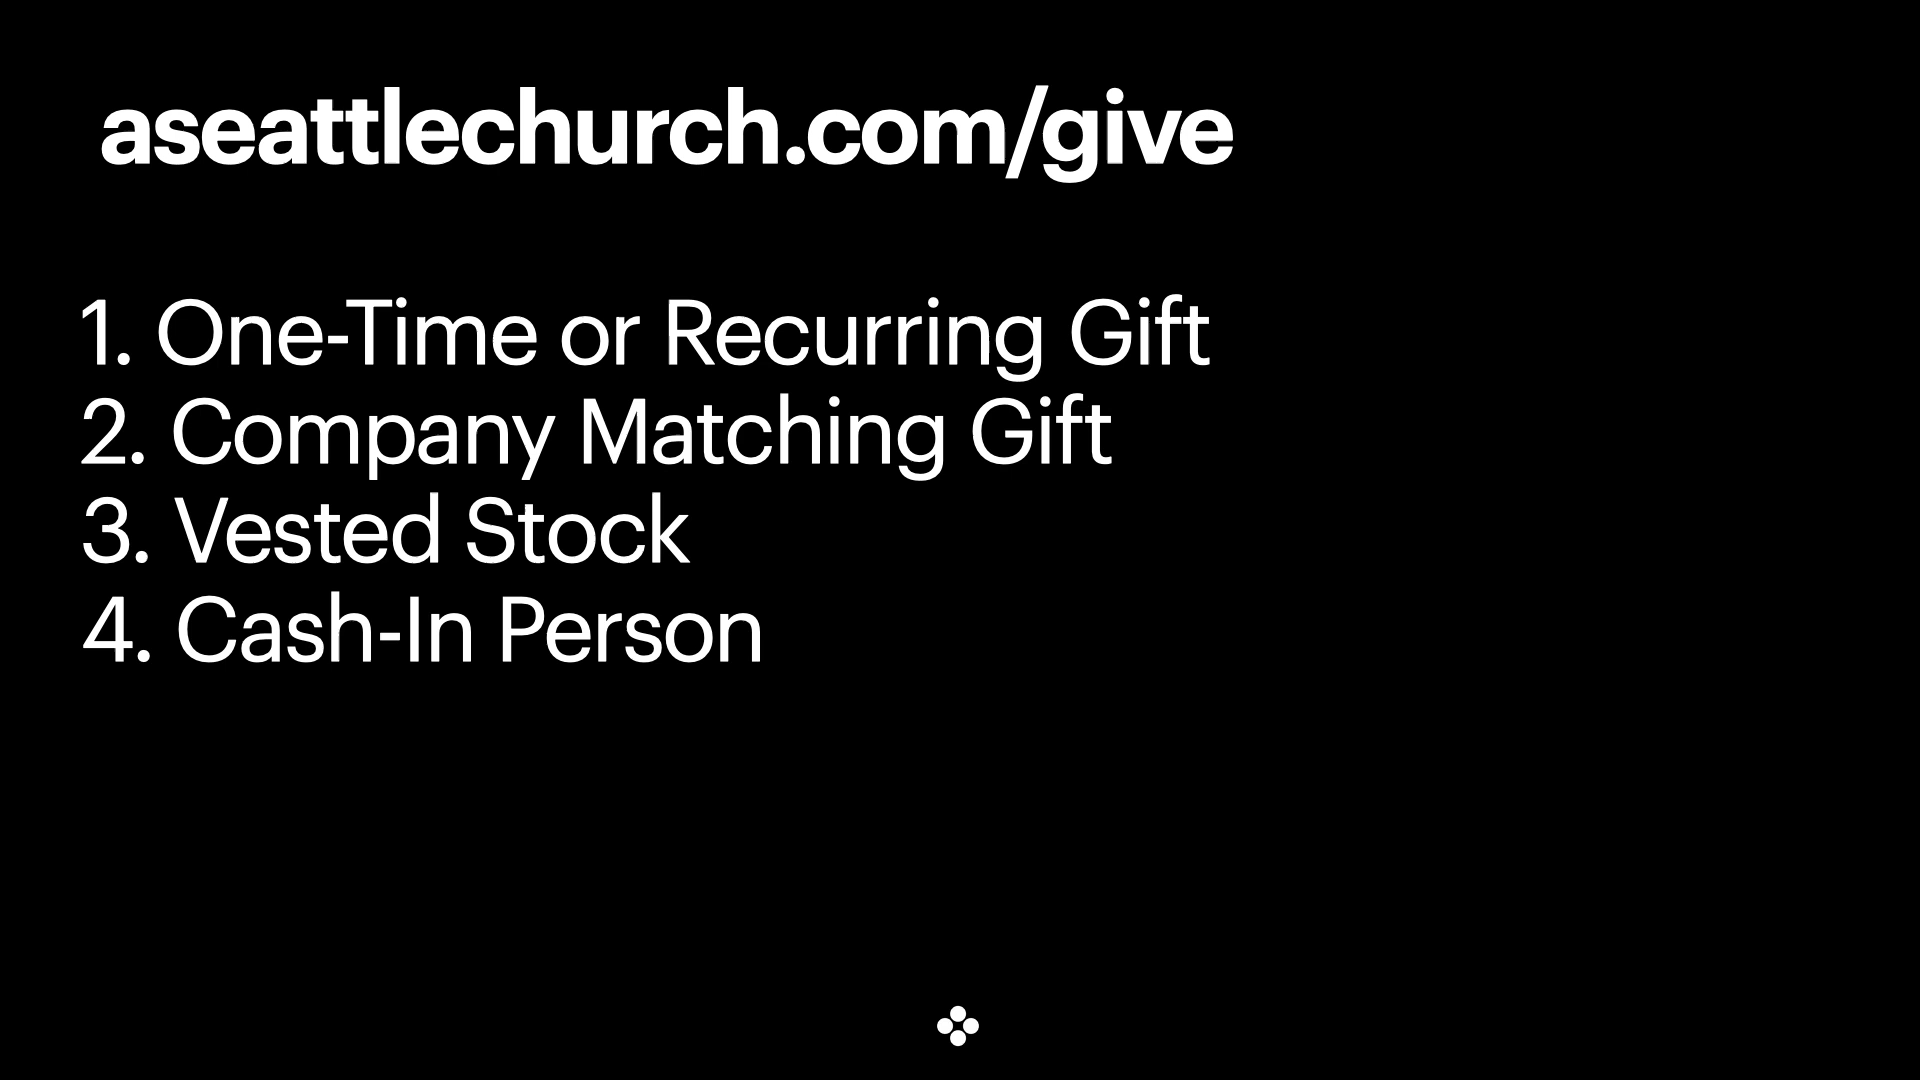 aseattlechurch.com/give
1. One-Time or Recurring Gift
2. Company Matching Gift
3. Vested Stock
4. Cash-In Person